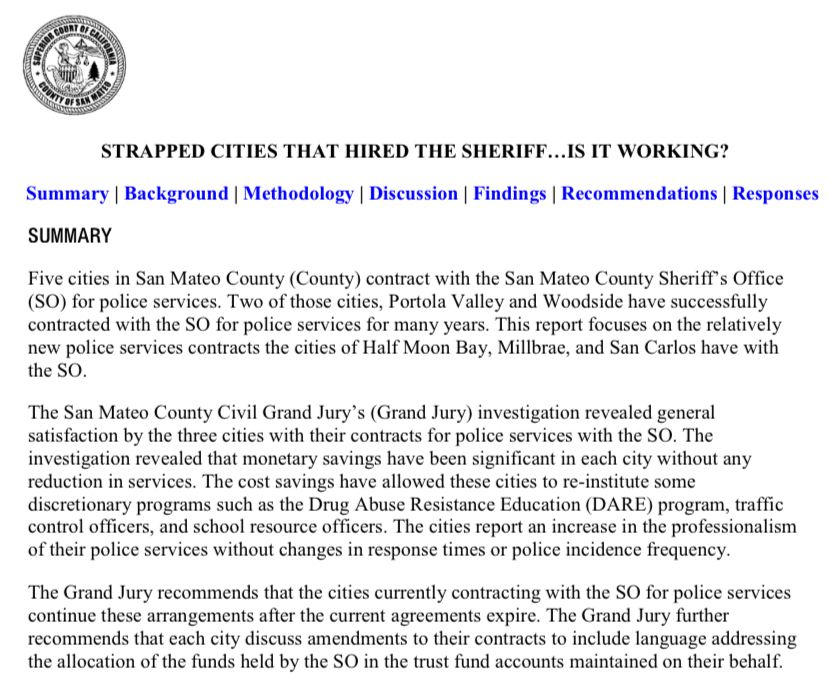 SUPERIOR COURT OF CALIFORNIA
COUNTY OF SAN MATEO
STRAPPED CITIES THAT HIRED THE SHERIFF…IS IT WORKING?
Summary | Background | Methodology | Discussion | Findings | Recommendations | Responses
SUMMARY
Five cities in San Mateo County (County) contract with the San Mateo County Sheriff's Office
(SO) for police services. Two of those cities, Portola Valley and Woodside have successfully
contracted with the SO for police services for many years. This report focuses on the relatively
new police services contracts the cities of Half Moon Bay, Millbrae, and San Carlos have with
the SO.
The San Mateo County Civil Grand Jury's (Grand Jury) investigation revealed general
satisfaction by the three cities with their contracts for police services with the SO. The
investigation revealed that monetary savings have been significant in each city without any
reduction in services. The cost savings have allowed these cities to re-institute some
discretionary programs such as the Drug Abuse Resistance Education (DARE) program, traffic
control officers, and school resource officers. The cities report an increase in the professionalism
of their police services without changes in response times or police incidence frequency.
The Grand Jury recommends that the cities currently contracting with the SO for police services
continue these arrangements after the current agreements expire. The Grand Jury further
recommends that each city discuss amendments to their contracts to include language addressing
the allocation of the funds held by the SO in the trust fund accounts maintained on their behalf.